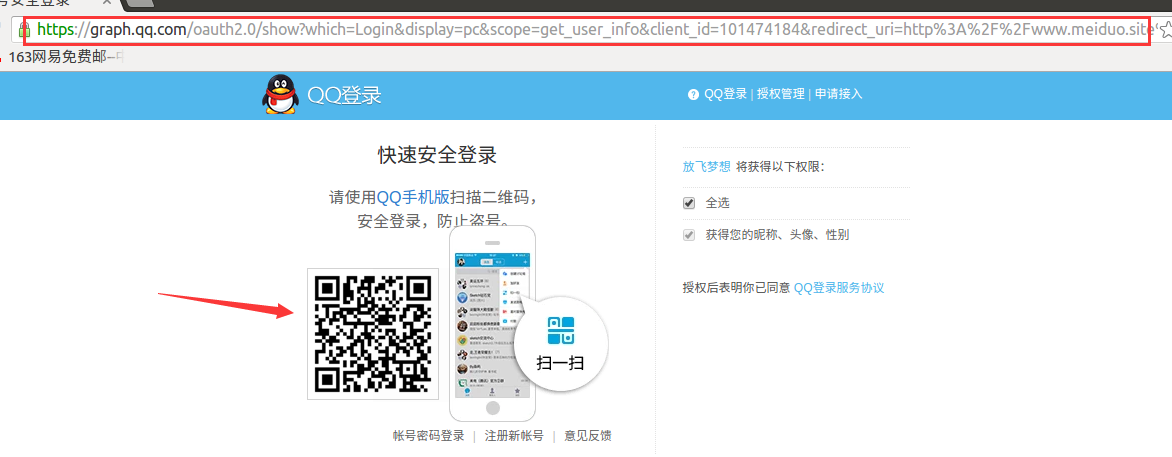 号安全登录
https://graph.qq.com/oauth2.0/show?which=Login&display=pc&scope=get_user_info&client_id=101474184&redirect_uri=http%3A%2F%2Fwww.meiduo.site
163网易免费邮--中
QQ登录
QQ登录 | 授权管理 | 申请接入
快速安全登录
请使用QQ手机版扫描二维码，
安全登录，防止盗号。
扫一扫
帐号密码登录 | 注册新帐号 | 意见反馈
放飞梦想 将获得以下权限：
全选
获得您的昵称、头像、性别
授权后表明你已同意 QQ登录服务协议